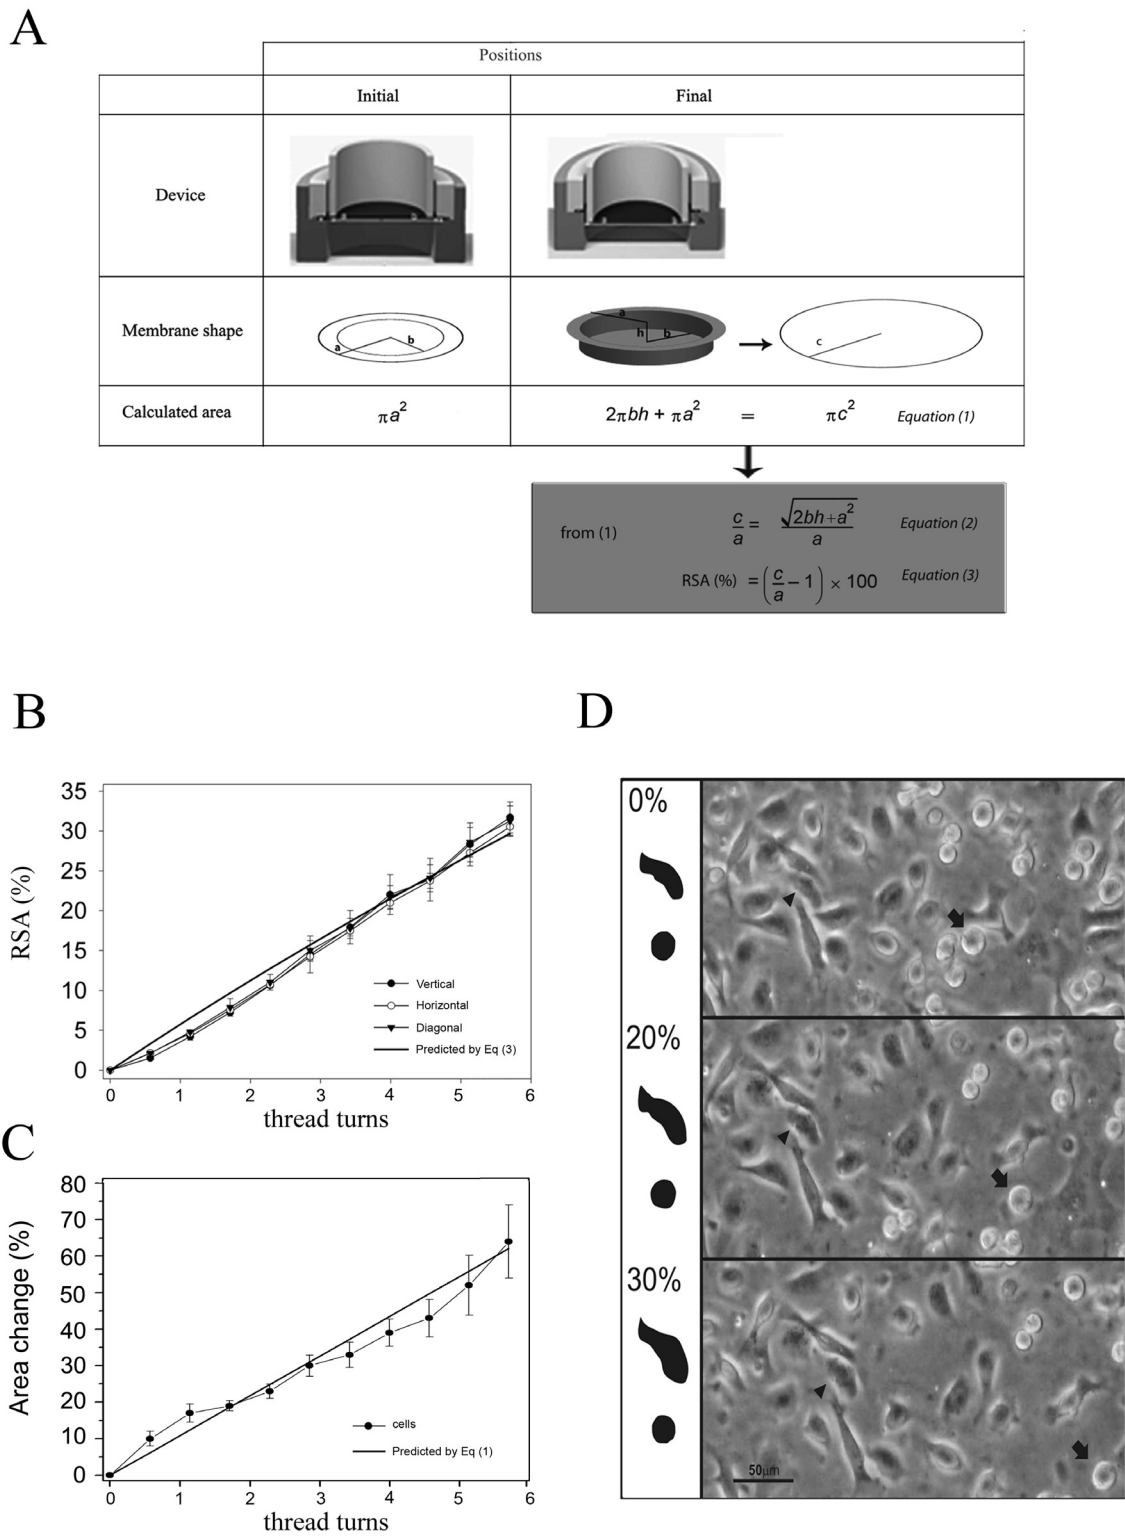 A
Positions
Initial
Final
Device
Membrane shape
a
b
a
h
b
c
Calculated area
πa²
2πbh + πa² = πc² Equation (1)
from (1)
c/a = √(2bh+a²)/a Equation (2)
RSA (%) = (c/a − 1) × 100 Equation (3)
B
35
30
25
20
15
10
5
0
RSA (%)
Vertical
Horizontal
Diagonal
Predicted by Eq (3)
0 1 2 3 4 5 6
thread turns
C
80
70
60
50
40
30
20
10
0
Area change (%)
cells
Predicted by Eq (1)
0 1 2 3 4 5 6
thread turns
D
0%
20%
30%
50µm